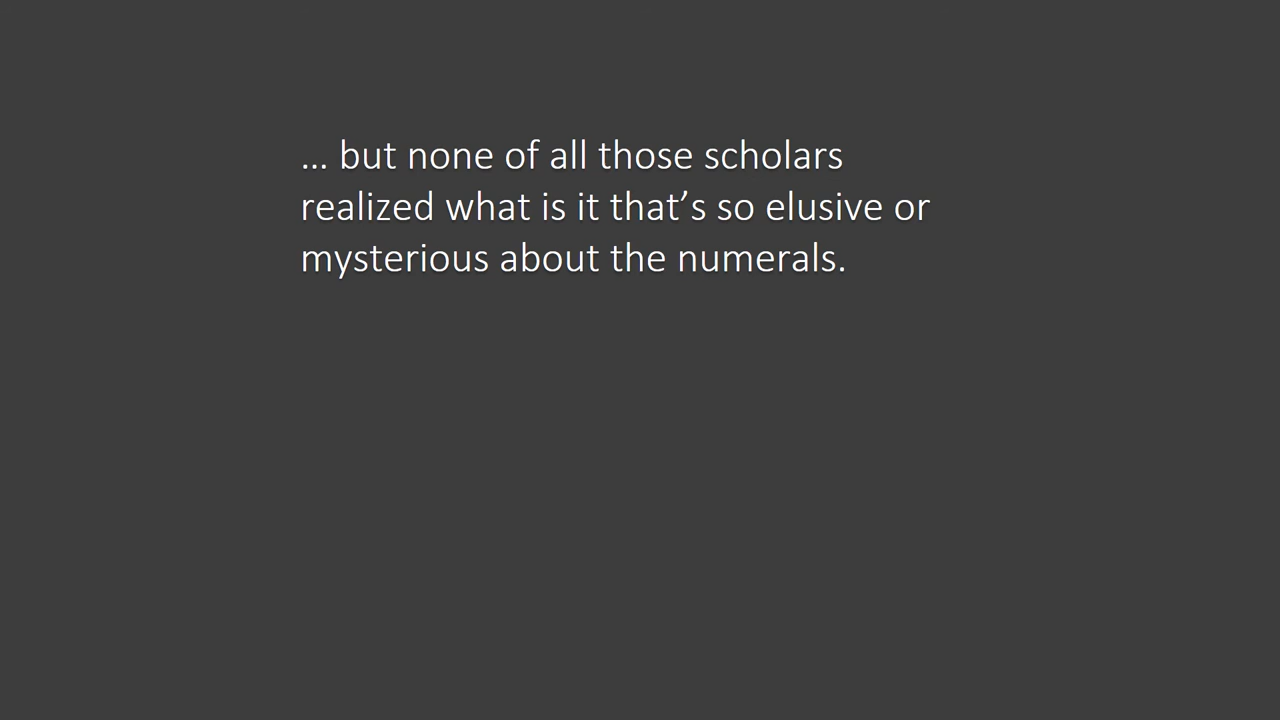 ... but none of all those scholars
realized what is it that’s so elusive or
mysterious about the numerals.